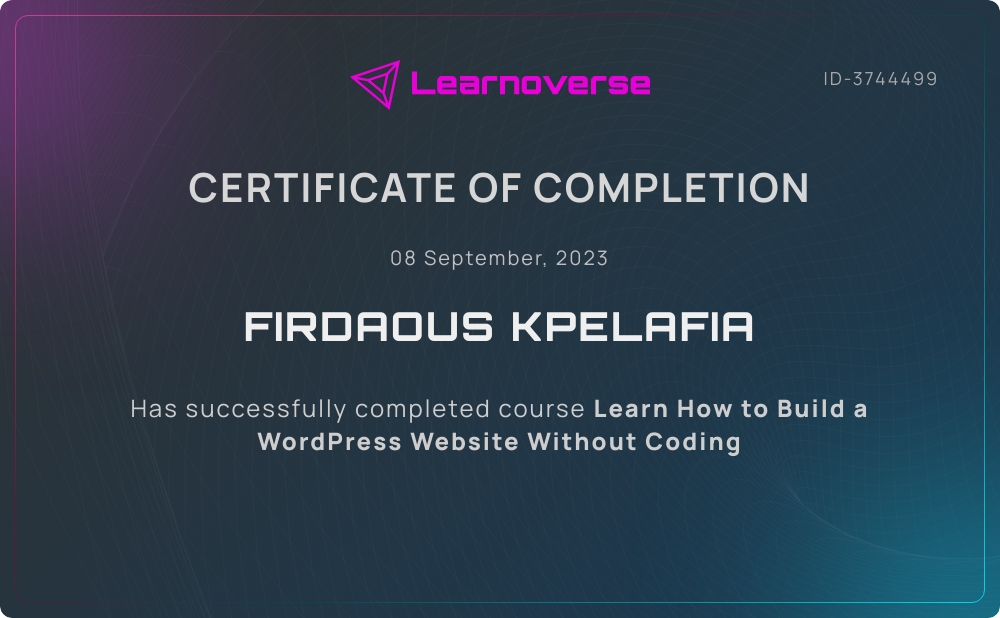 Learnoverse
ID-3744499
CERTIFICATE OF COMPLETION
08 September, 2023
FIRDAOUS KPELAFIA
Has successfully completed course Learn How to Build a
WordPress Website Without Coding